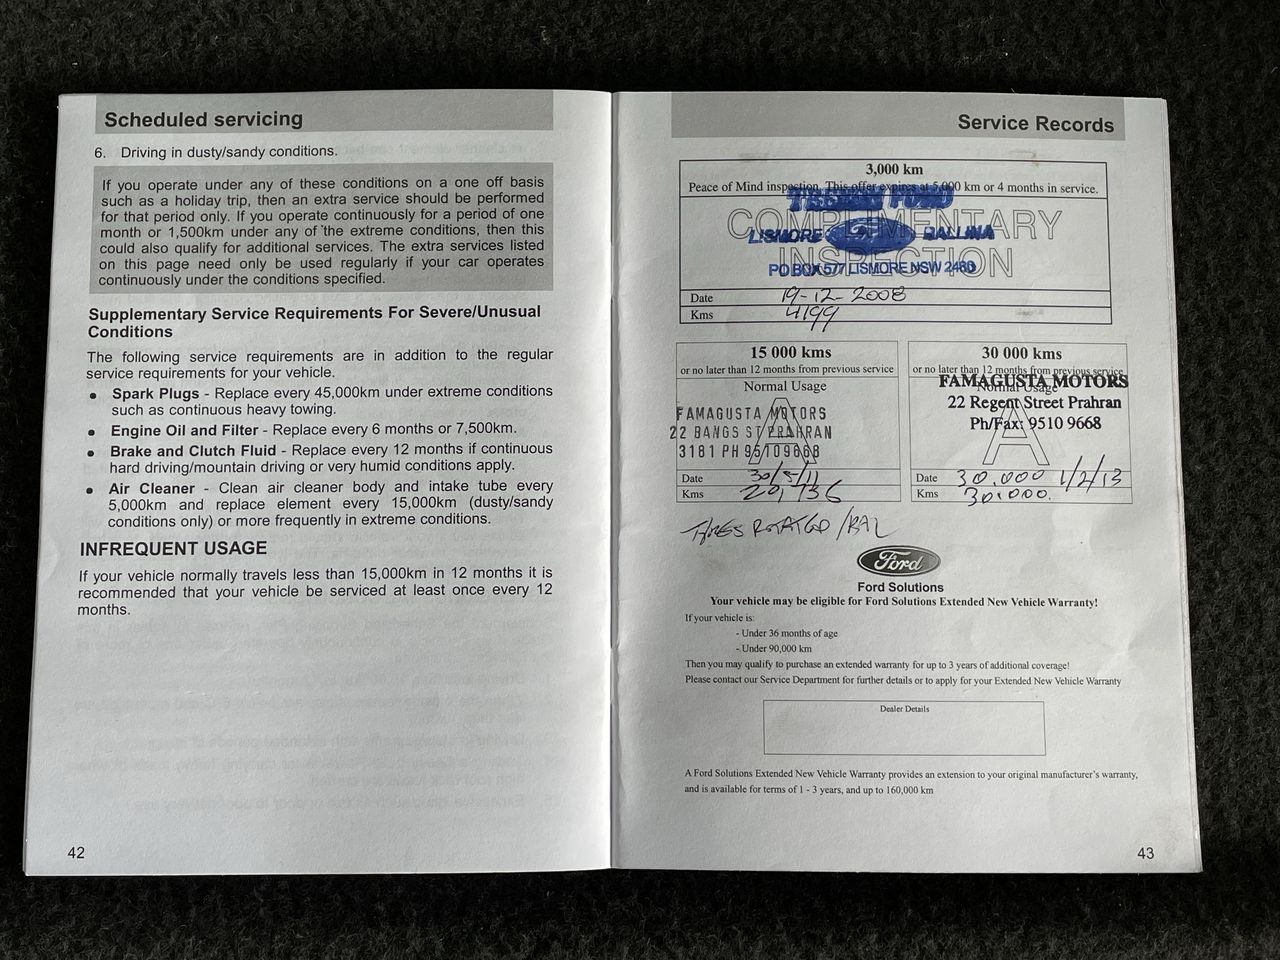 Scheduled servicing
6. Driving in dusty/sandy conditions.
If you operate under any of these conditions on a one off basis
such as a holiday trip, then an extra service should be performed
for that period only. If you operate continuously for a period of one
month or 1,500km under any of the extreme conditions, then this
could also qualify for additional services. The extra services listed
on this page need only be used regularly if your car operates
continuously under the conditions specified.
Supplementary Service Requirements For Severe/Unusual
Conditions
The following service requirements are in addition to the regular
service requirements for your vehicle.
• Spark Plugs - Replace every 45,000km under extreme conditions
such as continuous heavy towing.
• Engine Oil and Filter - Replace every 6 months or 7,500km.
• Brake and Clutch Fluid - Replace every 12 months if continuous
hard driving/mountain driving or very humid conditions apply.
• Air Cleaner - Clean air cleaner body and intake tube every
5,000km and replace element every 15,000km (dusty/sandy
conditions only) or more frequently in extreme conditions.
INFREQUENT USAGE
If your vehicle normally travels less than 15,000km in 12 months it is
recommended that your vehicle be serviced at least once every 12
months.
42
Service Records
3,000 km
Peace of Mind inspection. This offer expires at 5,000 km or 4 months in service.
FORD
COMPLIMENTARY
LISMORE Ford BALLINA
INSPECTION
PO BOX 577 LISMORE NSW 2480
Date 19-12-2008
Kms 4199
15 000 kms
or no later than 12 months from previous service
Normal Usage
A
FAMAGUSTA MOTORS
22 BANGS ST PRAHRAN
3181 PH 95109668
Date 30/5/11
Kms 20,736
TYRES ROTATED /BAL
30 000 kms
or no later than 12 months from previous service
Normal Usage
FAMAGUSTA MOTORS
22 Regent Street Prahran
Ph/Fax: 9510 9668
A
Date 30.000 1/2/13
Kms 30.000.
Ford
Ford Solutions
Your vehicle may be eligible for Ford Solutions Extended New Vehicle Warranty!
If your vehicle is:
- Under 36 months of age
- Under 90,000 km
Then you may qualify to purchase an extended warranty for up to 3 years of additional coverage!
Please contact our Service Department for further details or to apply for your Extended New Vehicle Warranty
Dealer Details
A Ford Solutions Extended New Vehicle Warranty provides an extension to your original manufacturer's warranty,
and is available for terms of 1 - 3 years, and up to 160,000 km
43